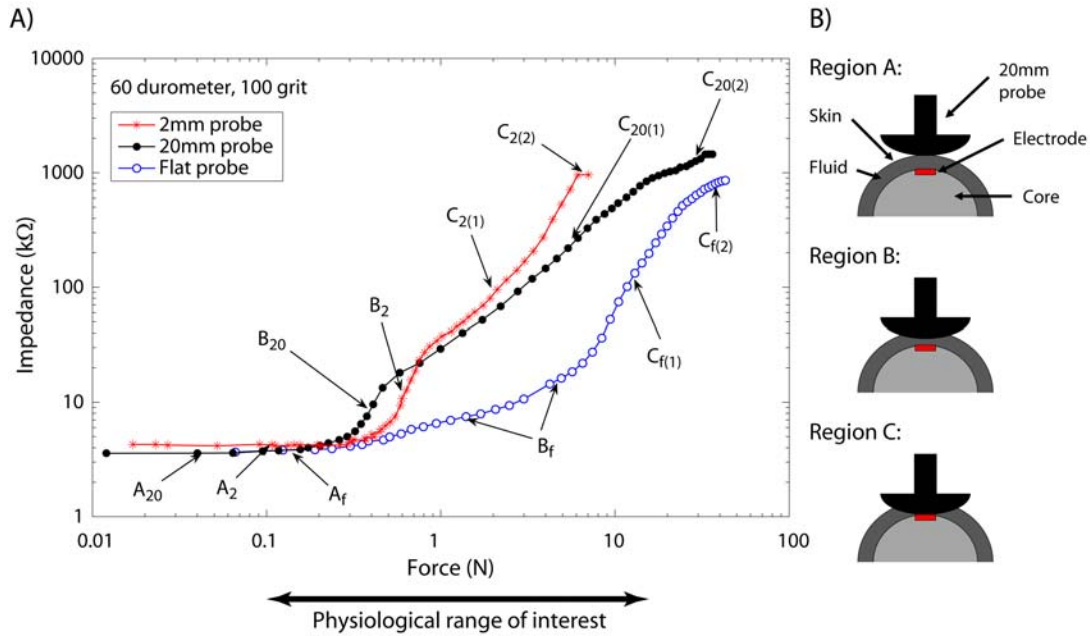 A)
10000
1000
100
10
1
Impedance (kΩ)
60 durometer, 100 grit
2mm probe
20mm probe
Flat probe
C20(2)
C20(1)
C2(2)
C2(1)
B2
B20
Cf(2)
Cf(1)
Bf
A20
A2
Af
0.01
0.1
1
10
100
Force (N)
Physiological range of interest
B)
Region A:
20mm
probe
Skin
Electrode
Fluid
Core
Region B:
Region C: